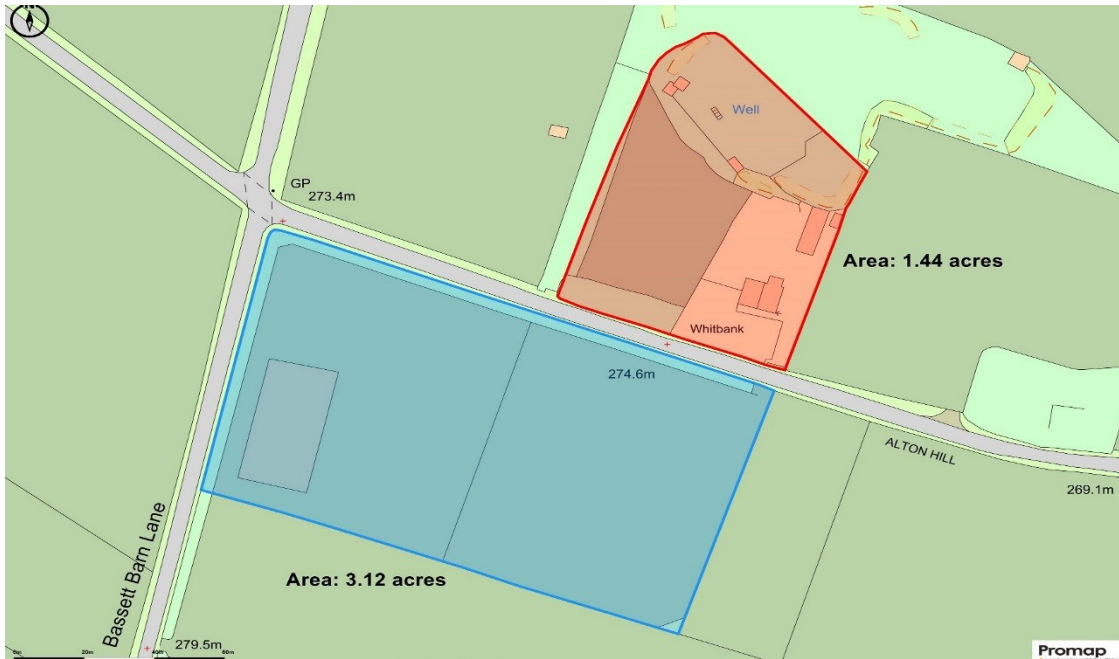 GP
273.4m
Well
Area: 1.44 acres
Whitbank
274.6m
ALTON HILL
269.1m
Bassett Barn Lane
Area: 3.12 acres
279.5m
20m
Promap